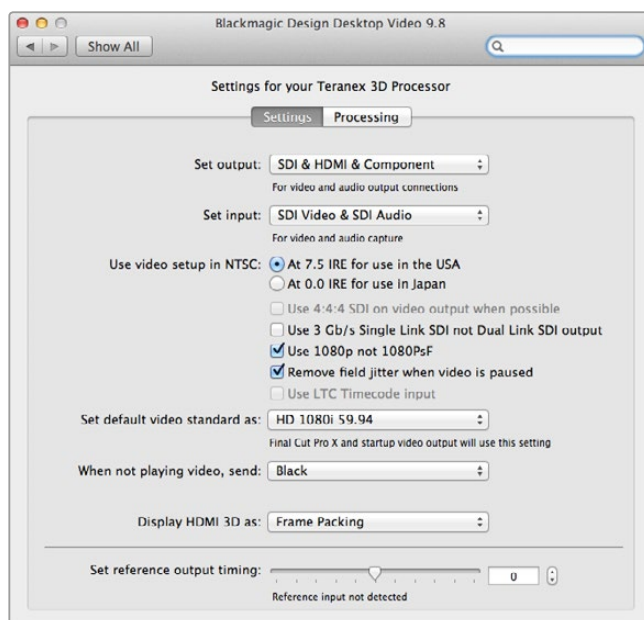 Blackmagic Design Desktop Video 9.8
Show All
Settings for your Teranex 3D Processor
Settings Processing
Set output: SDI & HDMI & Component
For video and audio output connections
Set input: SDI Video & SDI Audio
For video and audio capture
Use video setup in NTSC: At 7.5 IRE for use in the USA
At 0.0 IRE for use in Japan
Use 4:4:4 SDI on video output when possible
Use 3 Gb/s Single Link SDI not Dual Link SDI output
Use 1080p not 1080PsF
Remove field jitter when video is paused
Use LTC Timecode input
Set default video standard as: HD 1080i 59.94
Final Cut Pro X and startup video output will use this setting
When not playing video, send: Black
Display HDMI 3D as: Frame Packing
Set reference output timing: 0
Reference input not detected